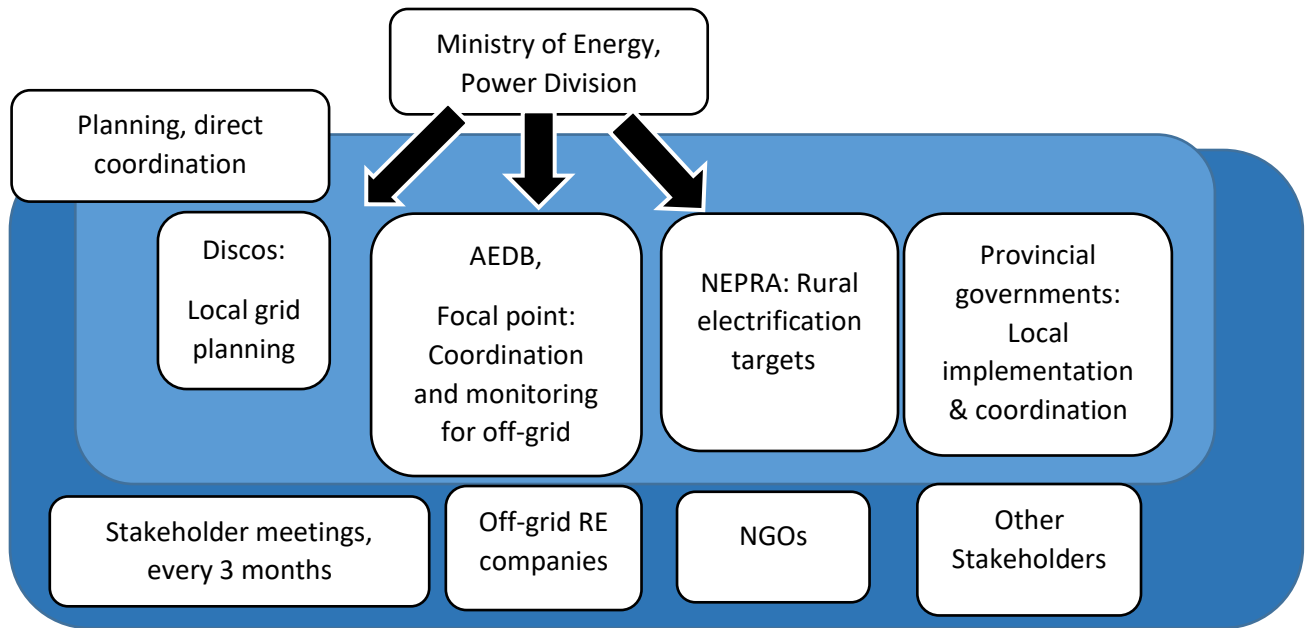 Ministry of Energy,
Power Division
Planning, direct
coordination
Discos:
Local grid
planning
AEDB,
Focal point:
Coordination
and monitoring
for off-grid
NEPRA: Rural
electrification
targets
Provincial
governments:
Local
implementation
& coordination
Stakeholder meetings,
every 3 months
Off-grid RE
companies
NGOs
Other
Stakeholders